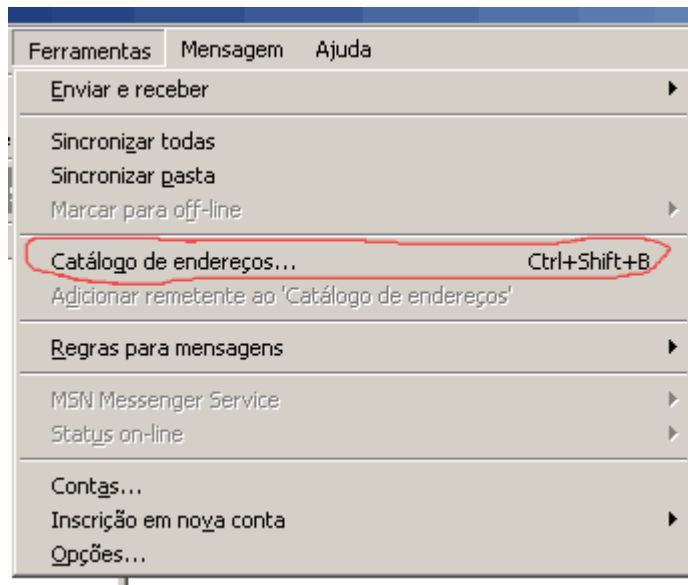 Ferramentas Mensagem Ajuda
Enviar e receber
Sincronizar todas
Sincronizar pasta
Marcar para off-line
Catálogo de endereços... Ctrl+Shift+B
Adicionar remetente ao 'Catálogo de endereços'
Regras para mensagens
MSN Messenger Service
Status on-line
Contas...
Inscrição em nova conta
Opções...